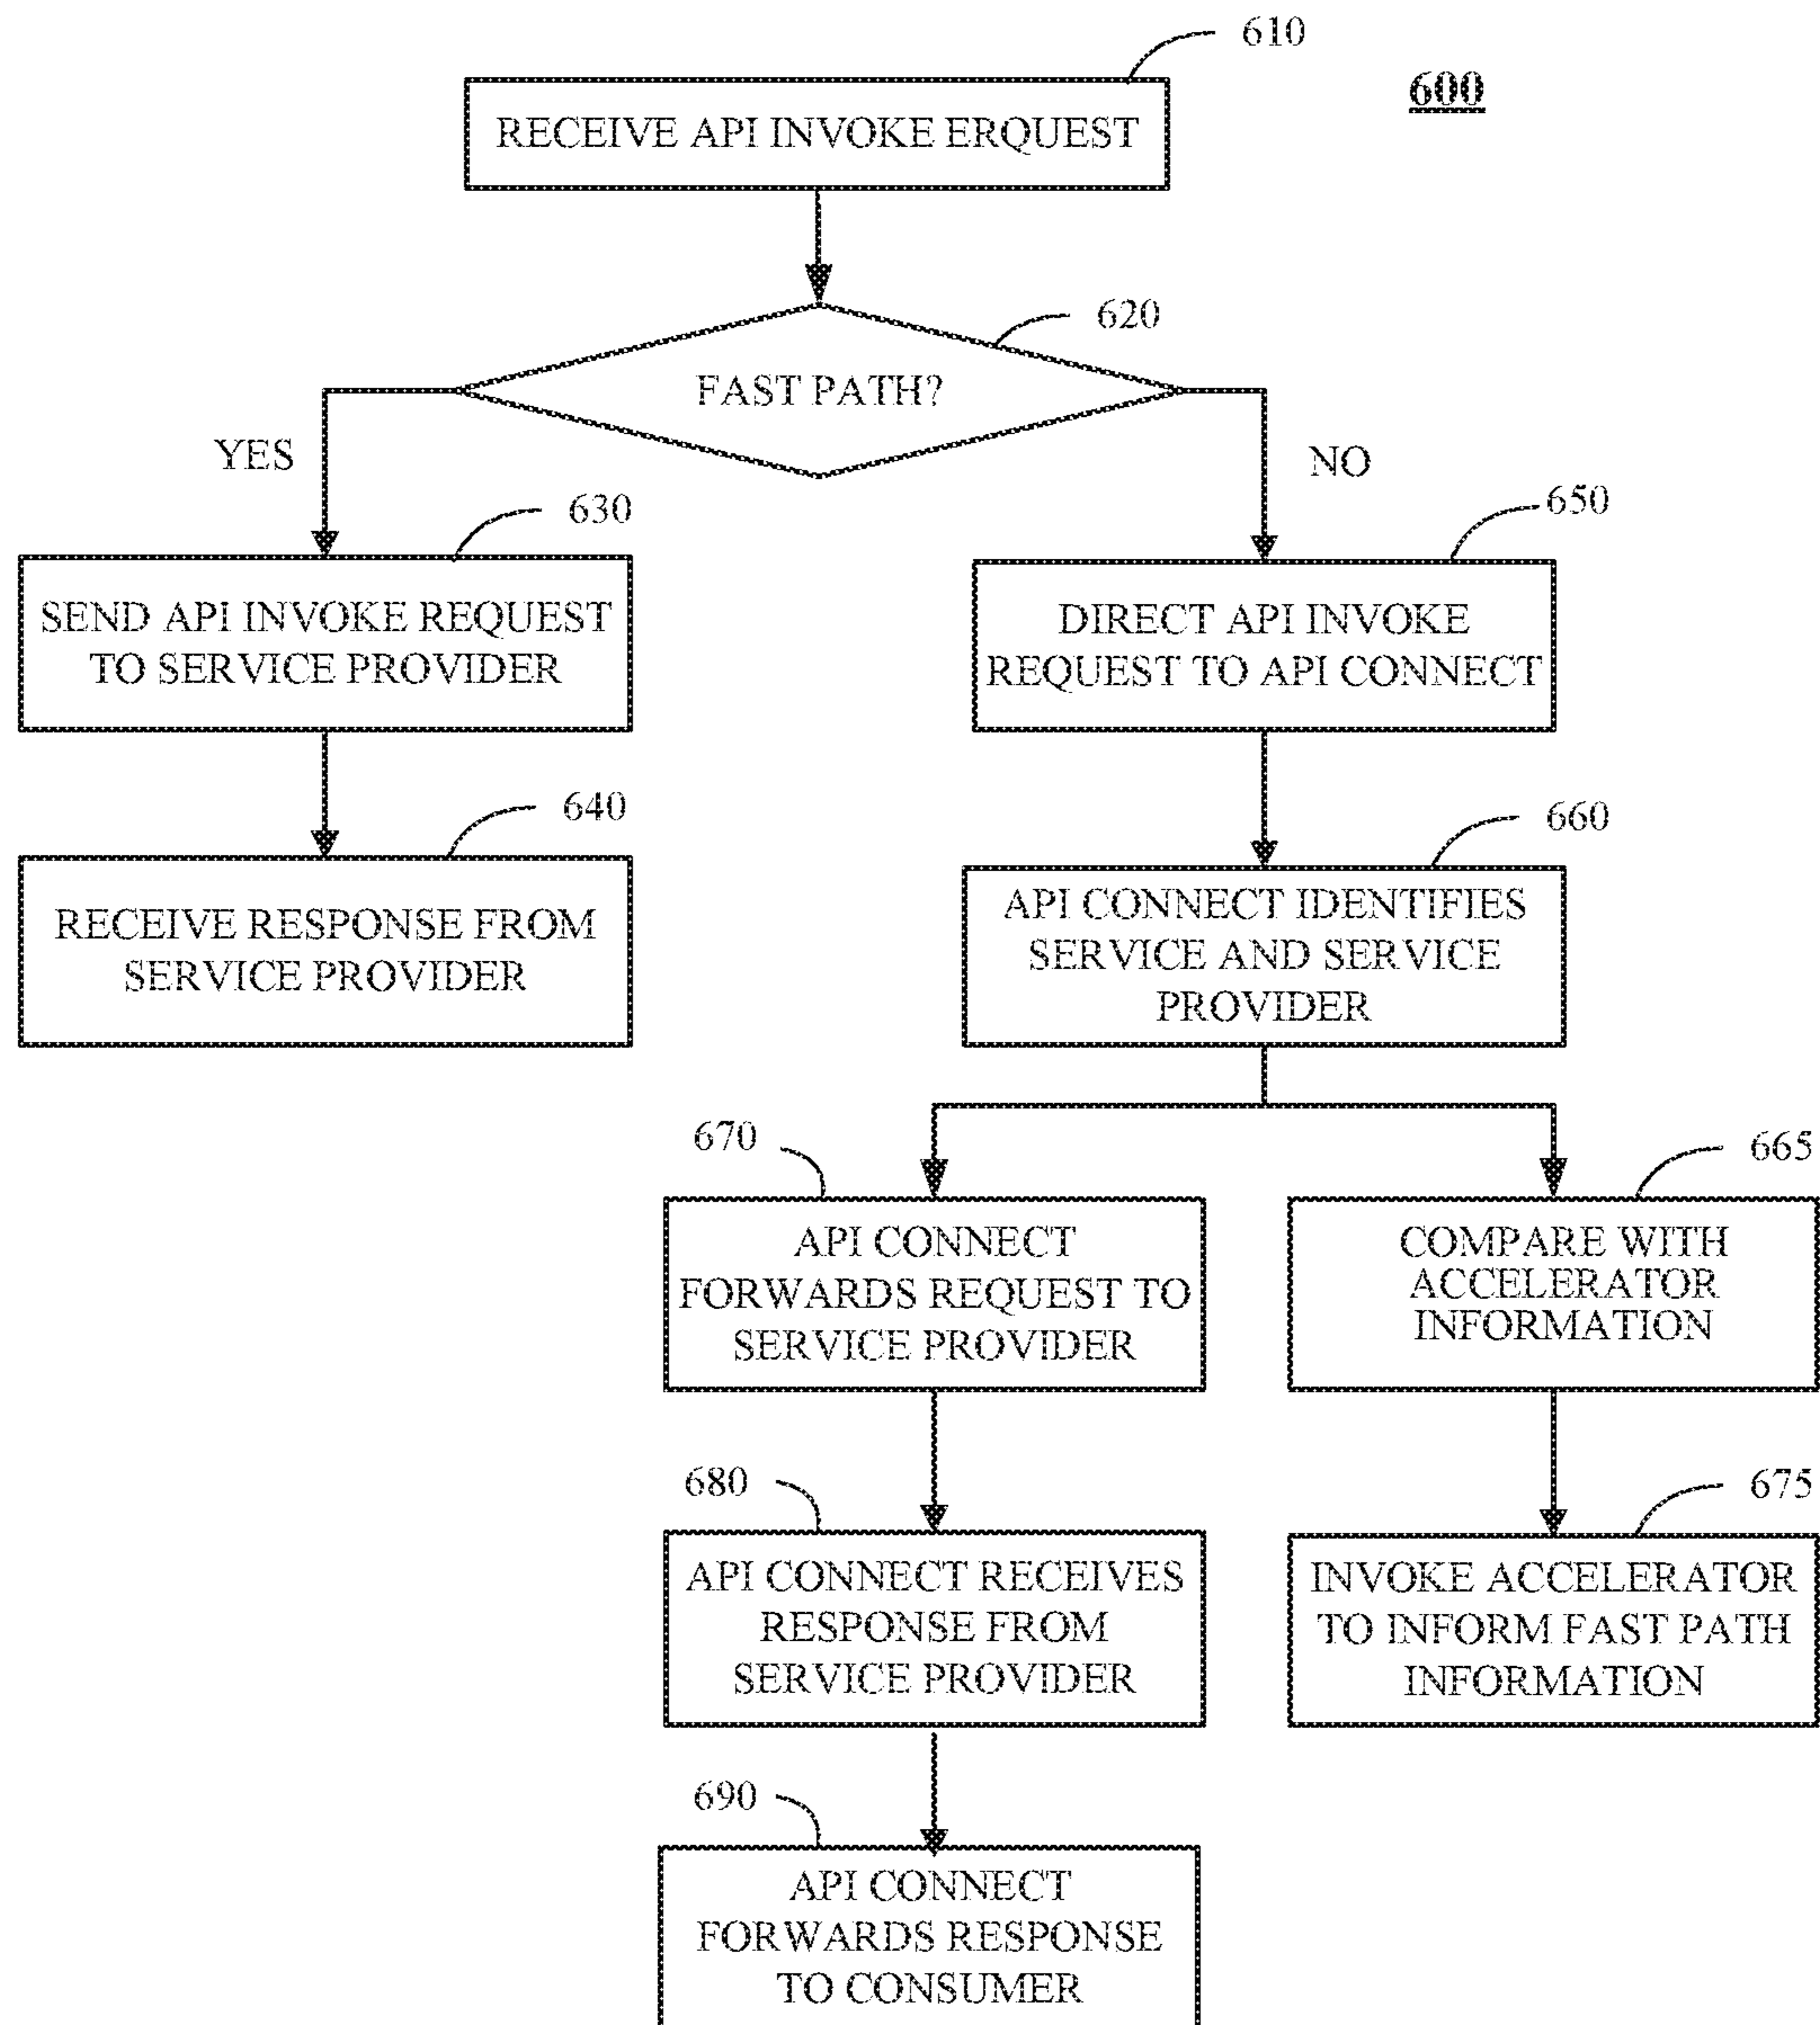 610
600
RECEIVE API INVOKE ERQUEST
620
FAST PATH?
YES
NO
630
650
SEND API INVOKE REQUEST
TO SERVICE PROVIDER
DIRECT API INVOKE
REQUEST TO API CONNECT
640
660
RECEIVE RESPONSE FROM
SERVICE PROVIDER
API CONNECT IDENTIFIES
SERVICE AND SERVICE
PROVIDER
670
665
API CONNECT
FORWARDS REQUEST TO
SERVICE PROVIDER
COMPARE WITH
ACCELERATOR
INFORMATION
680
675
API CONNECT RECEIVES
RESPONSE FROM
SERVICE PROVIDER
INVOKE ACCELERATOR
TO INFORM FAST PATH
INFORMATION
690
API CONNECT
FORWARDS RESPONSE
TO CONSUMER